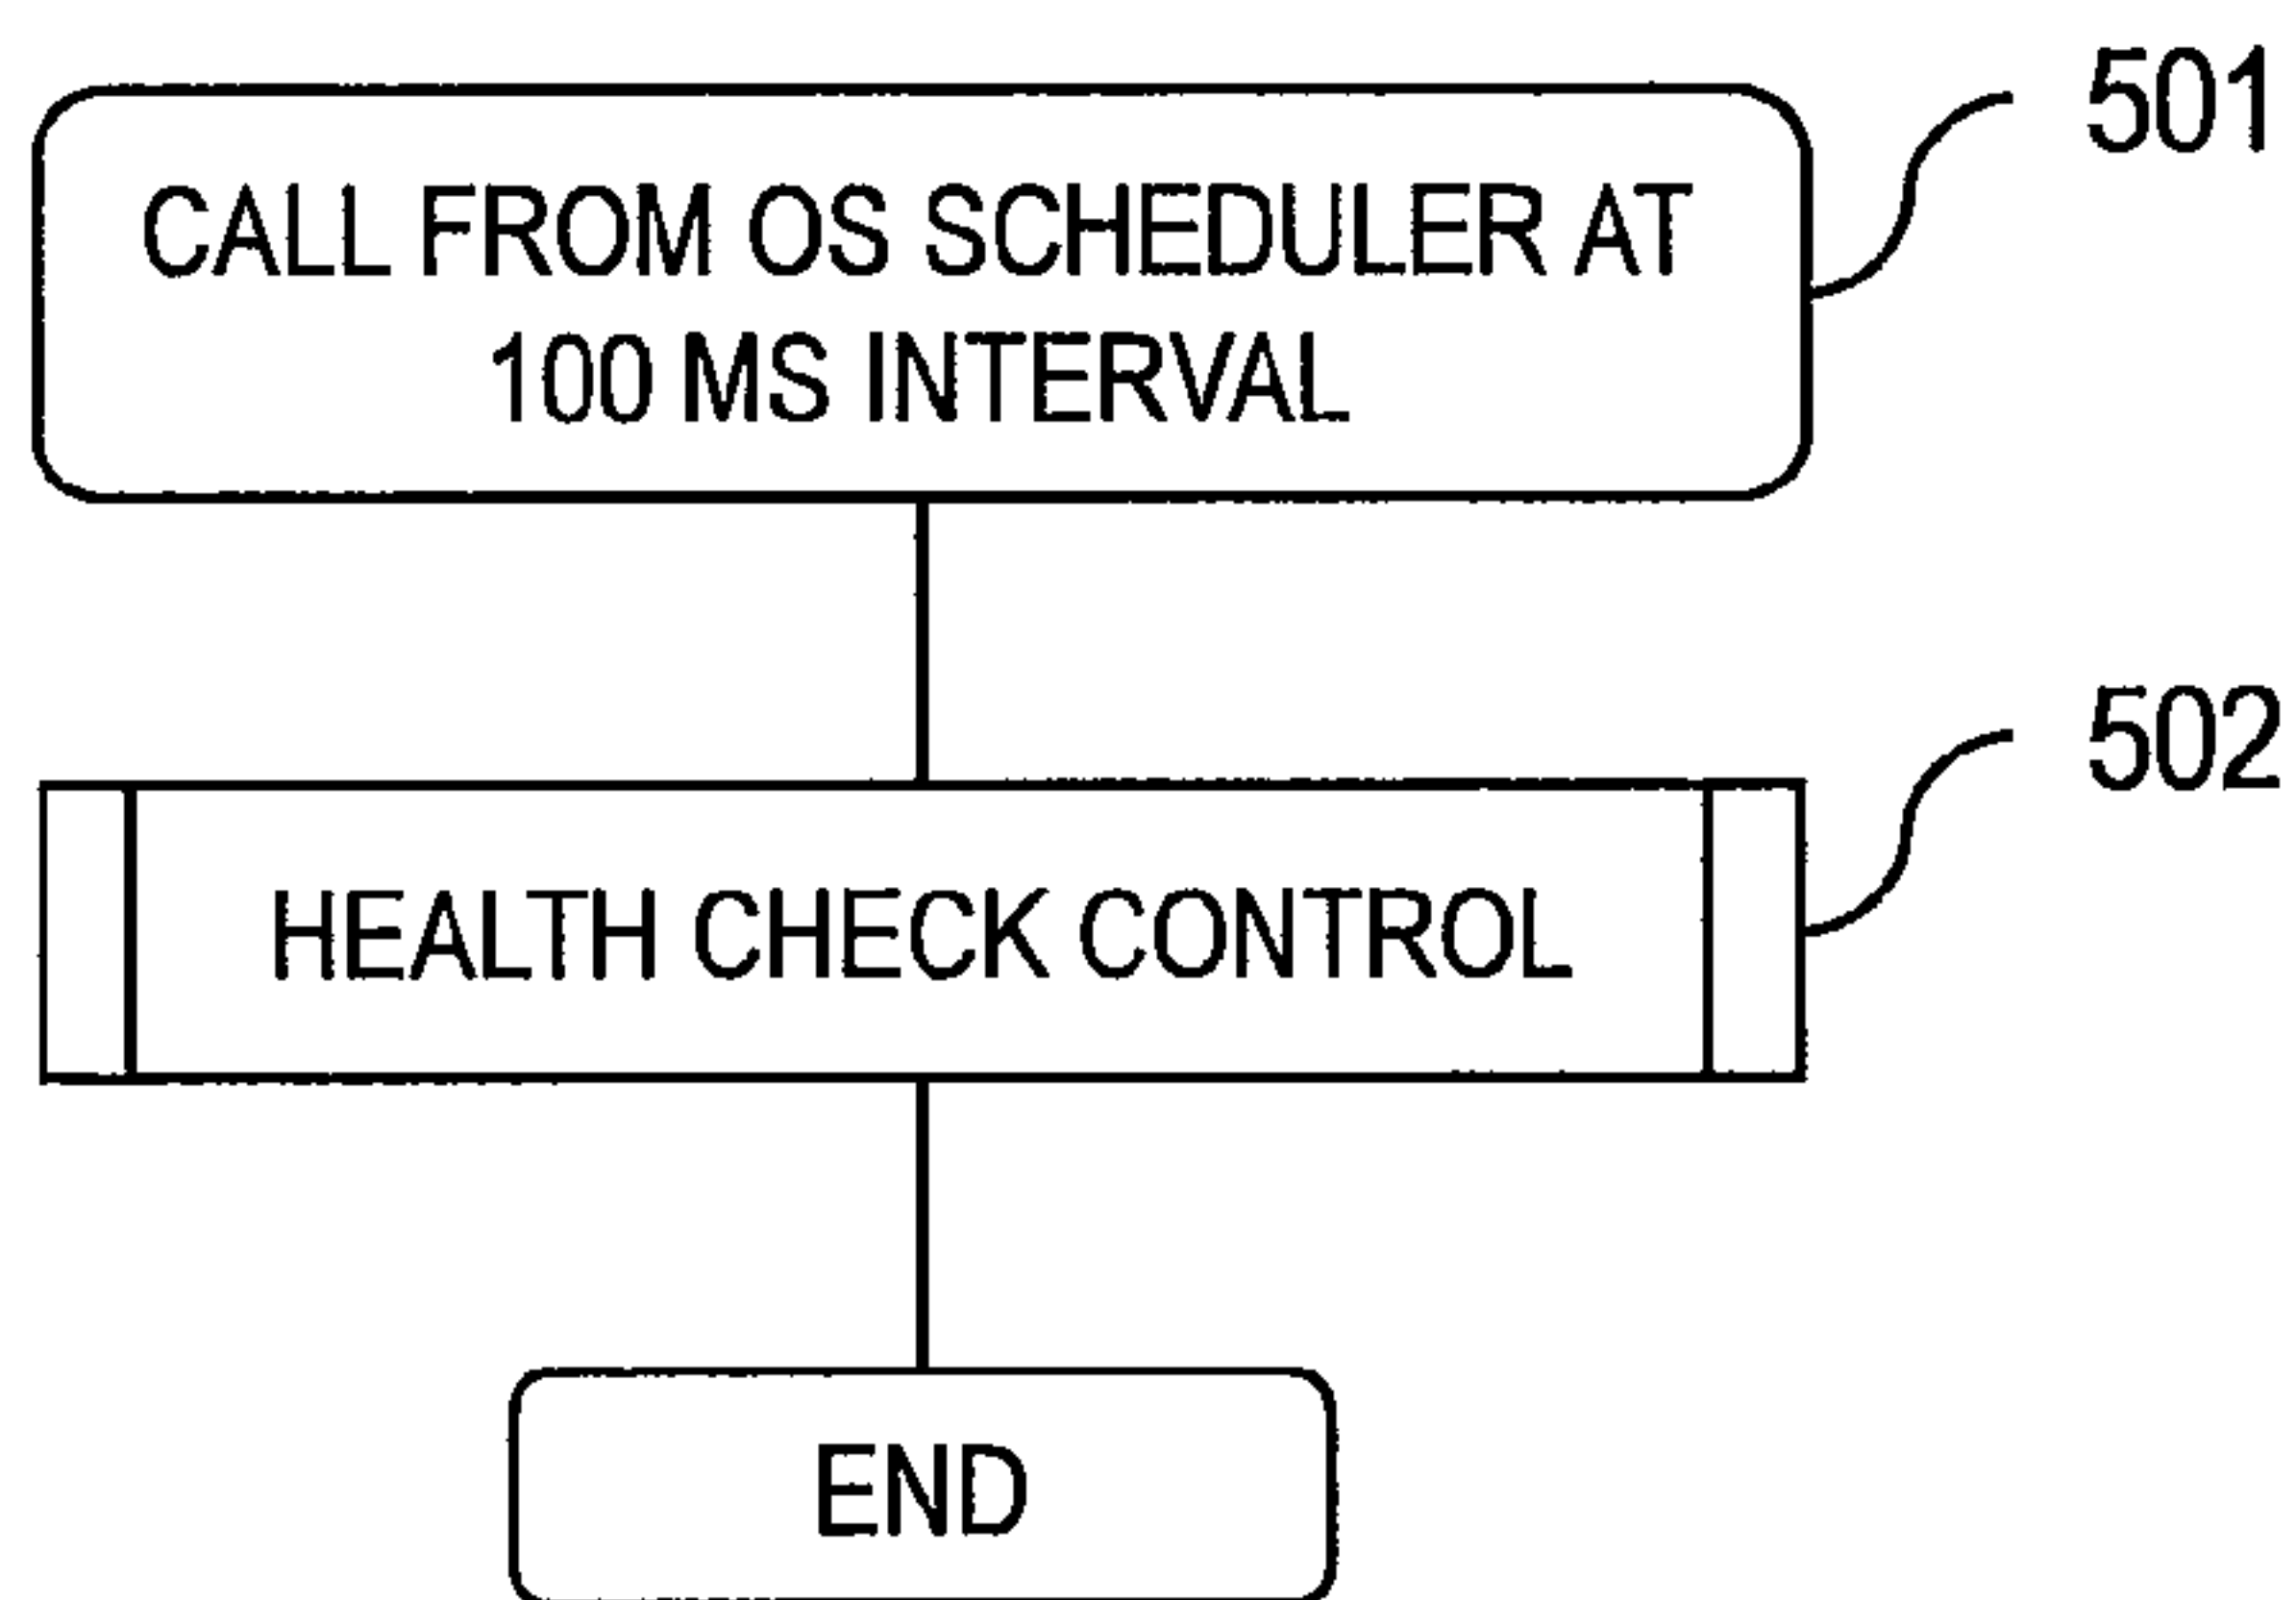 501
CALL FROM OS SCHEDULER AT
100 MS INTERVAL
502
HEALTH CHECK CONTROL
END